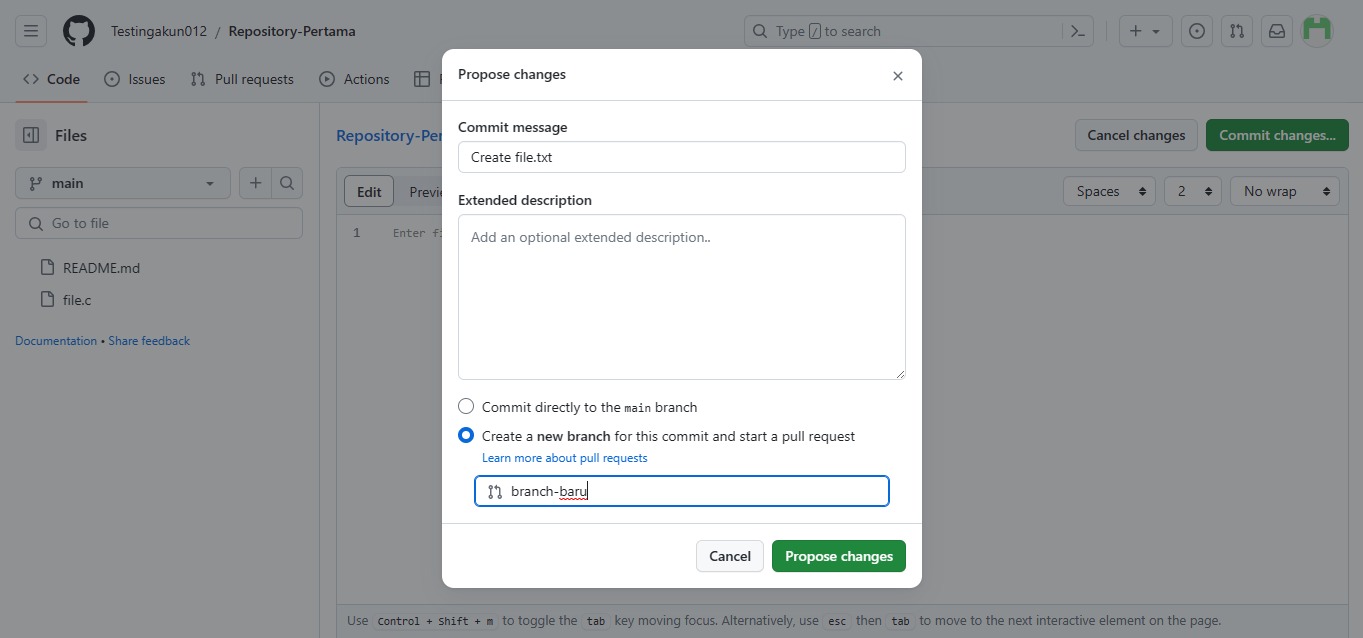 Testingakun012 / Repository-Pertama
Type / to search
Code
Issues
Pull requests
Actions
Propose changes
Files
Repository-Per
Cancel changes
Commit changes...
main
Go to file
README.md
file.c
Documentation • Share feedback
Edit
Previe
Spaces
2
No wrap
1
Enter fi
Commit message
Create file.txt
Extended description
Add an optional extended description..
Commit directly to the main branch
Create a new branch for this commit and start a pull request
Learn more about pull requests
branch-baru
Cancel
Propose changes
Use Control + Shift + m to toggle the tab key moving focus. Alternatively, use esc then tab to move to the next interactive element on the page.